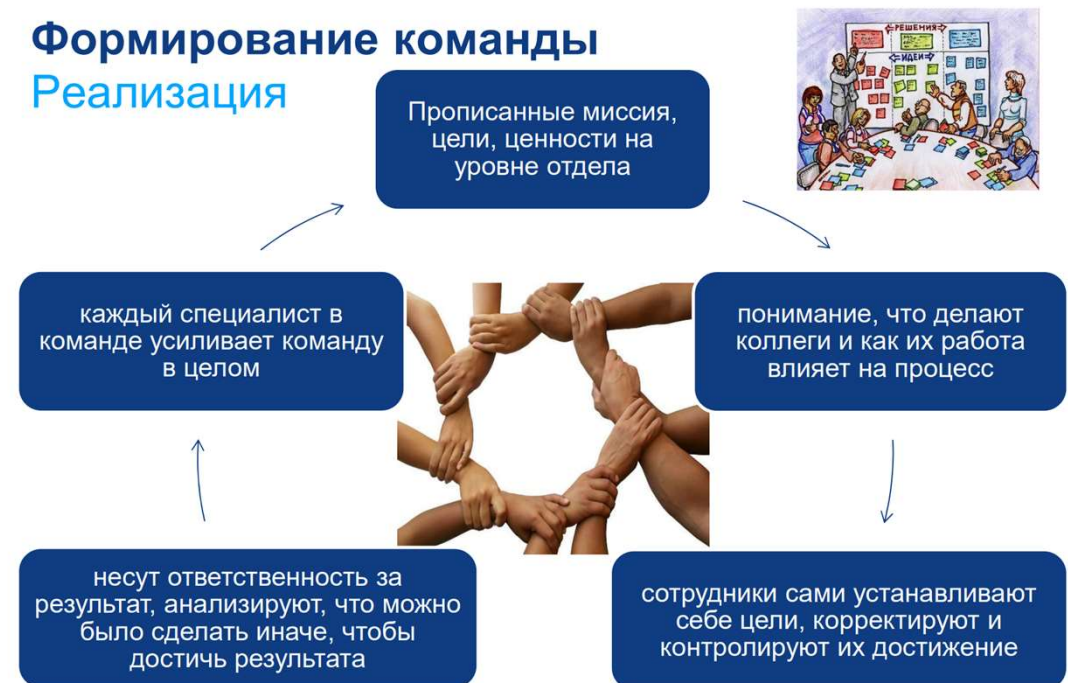 Формирование команды
Реализация
РЕШЕНИЯ
ИДЕИ
Прописанные миссия,
цели, ценности на
уровне отдела
понимание, что делают
коллеги и как их работа
влияет на процесс
сотрудники сами устанавливают
себе цели, корректируют и
контролируют их достижение
несут ответственность за
результат, анализируют, что можно
было сделать иначе, чтобы
достичь результата
каждый специалист в
команде усиливает команду
в целом